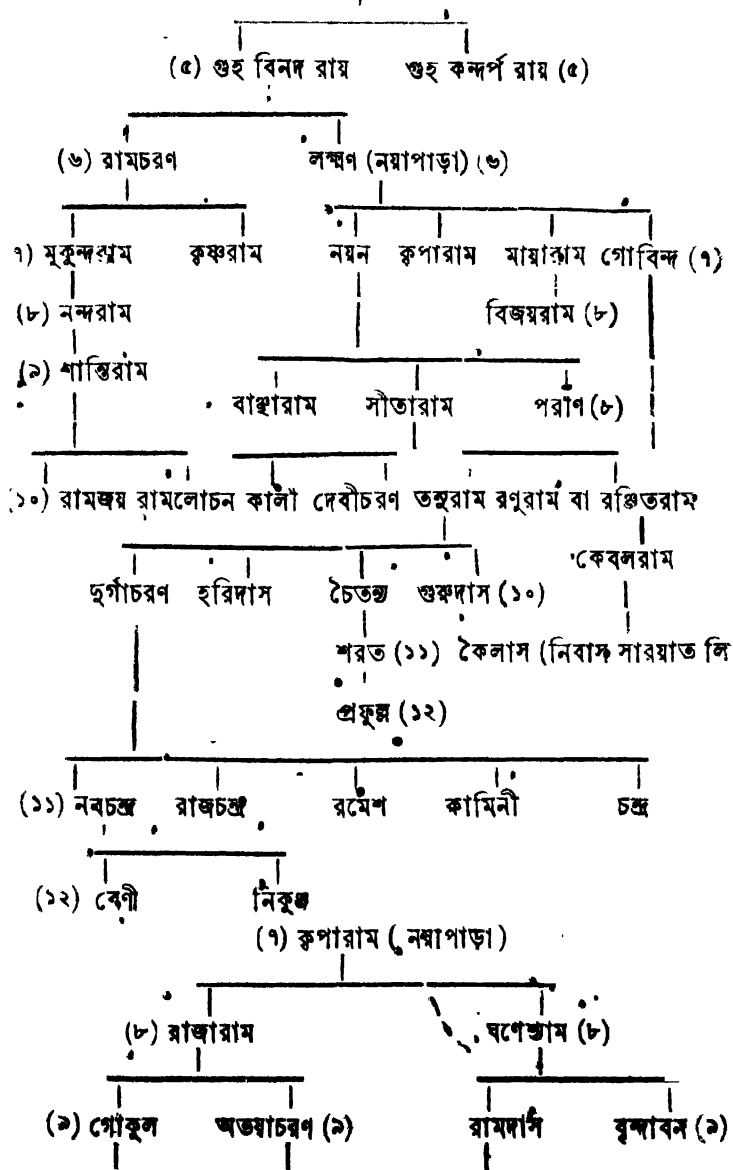 (৫) গুহ বিনদ রায় গুহ কন্দর্প রায় (৫)
(৬) রামচরণ লক্ষ্মণ (নয়াপাড়া) (৬)
৭) মুকুন্দরাম কৃষ্ণরাম নয়ন কৃপারাম মায়ারাম গোবিন্দ (৭)
(৮) নন্দরাম বিজয়রাম (৮)
(৯) শান্তিরাম
বাঞ্ছারাম সীতারাম পরাণ (৮)
(১০) রামজয় রামলোচন কালী দেবীচরণ তনুরাম রণুরাম বা রঞ্জিতরাম
কেবলরাম
দুর্গাচরণ হরিদাস চৈতন্য গুরুদাস (১০)
শরত (১১) কৈলাস (নিবাস সারয়াত লি
প্রফুল্ল (১২)
(১১) নবচন্দ্র রাজচন্দ্র রমেশ কামিনী চন্দ্র
(১২) বেণী নিকুঞ্জ
(৭) কৃপারাম (নয়াপাড়া)
(৮) রাজারাম ঘণেশ্যাম (৮)
(৯) গোকুল অভয়াচরণ (৯) রামদাস বৃন্দাবন (৯)